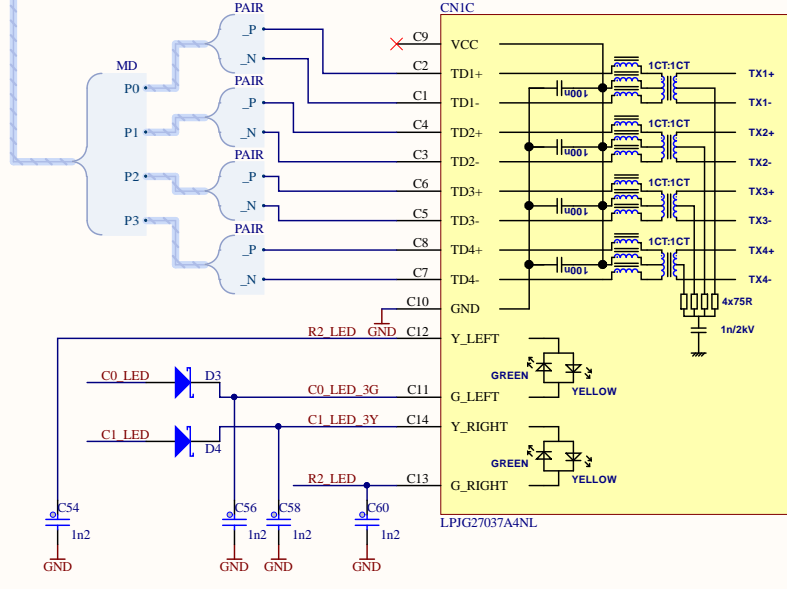 PAIR
CN1C
_P
C9
VCC
1CT:1CT
MD
_N
C2
TD1+
TX1+
P0
PAIR
C1
TD1-
100n
TX1-
_P
C4
TD2+
1CT:1CT
TX2+
P1
_N
C3
TD2-
100n
TX2-
PAIR
P2
_P
C6
TD3+
1CT:1CT
TX3+
_N
C5
TD3-
100n
TX3-
P3
PAIR
_P
C8
TD4+
1CT:1CT
TX4+
_N
C7
TD4-
100n
TX4-
C10
GND
4x75R
R2_LED
GND
C12
Y_LEFT
1n/2kV
C0_LED
D3
GREEN
C0_LED_3G
C11
G_LEFT
YELLOW
C1_LED
D4
C1_LED_3Y
C14
Y_RIGHT
GREEN
R2_LED
C13
G_RIGHT
YELLOW
C54
C56
C58
C60
LPJG27037A4NL
1n2
1n2
1n2
1n2
GND
GND
GND
GND